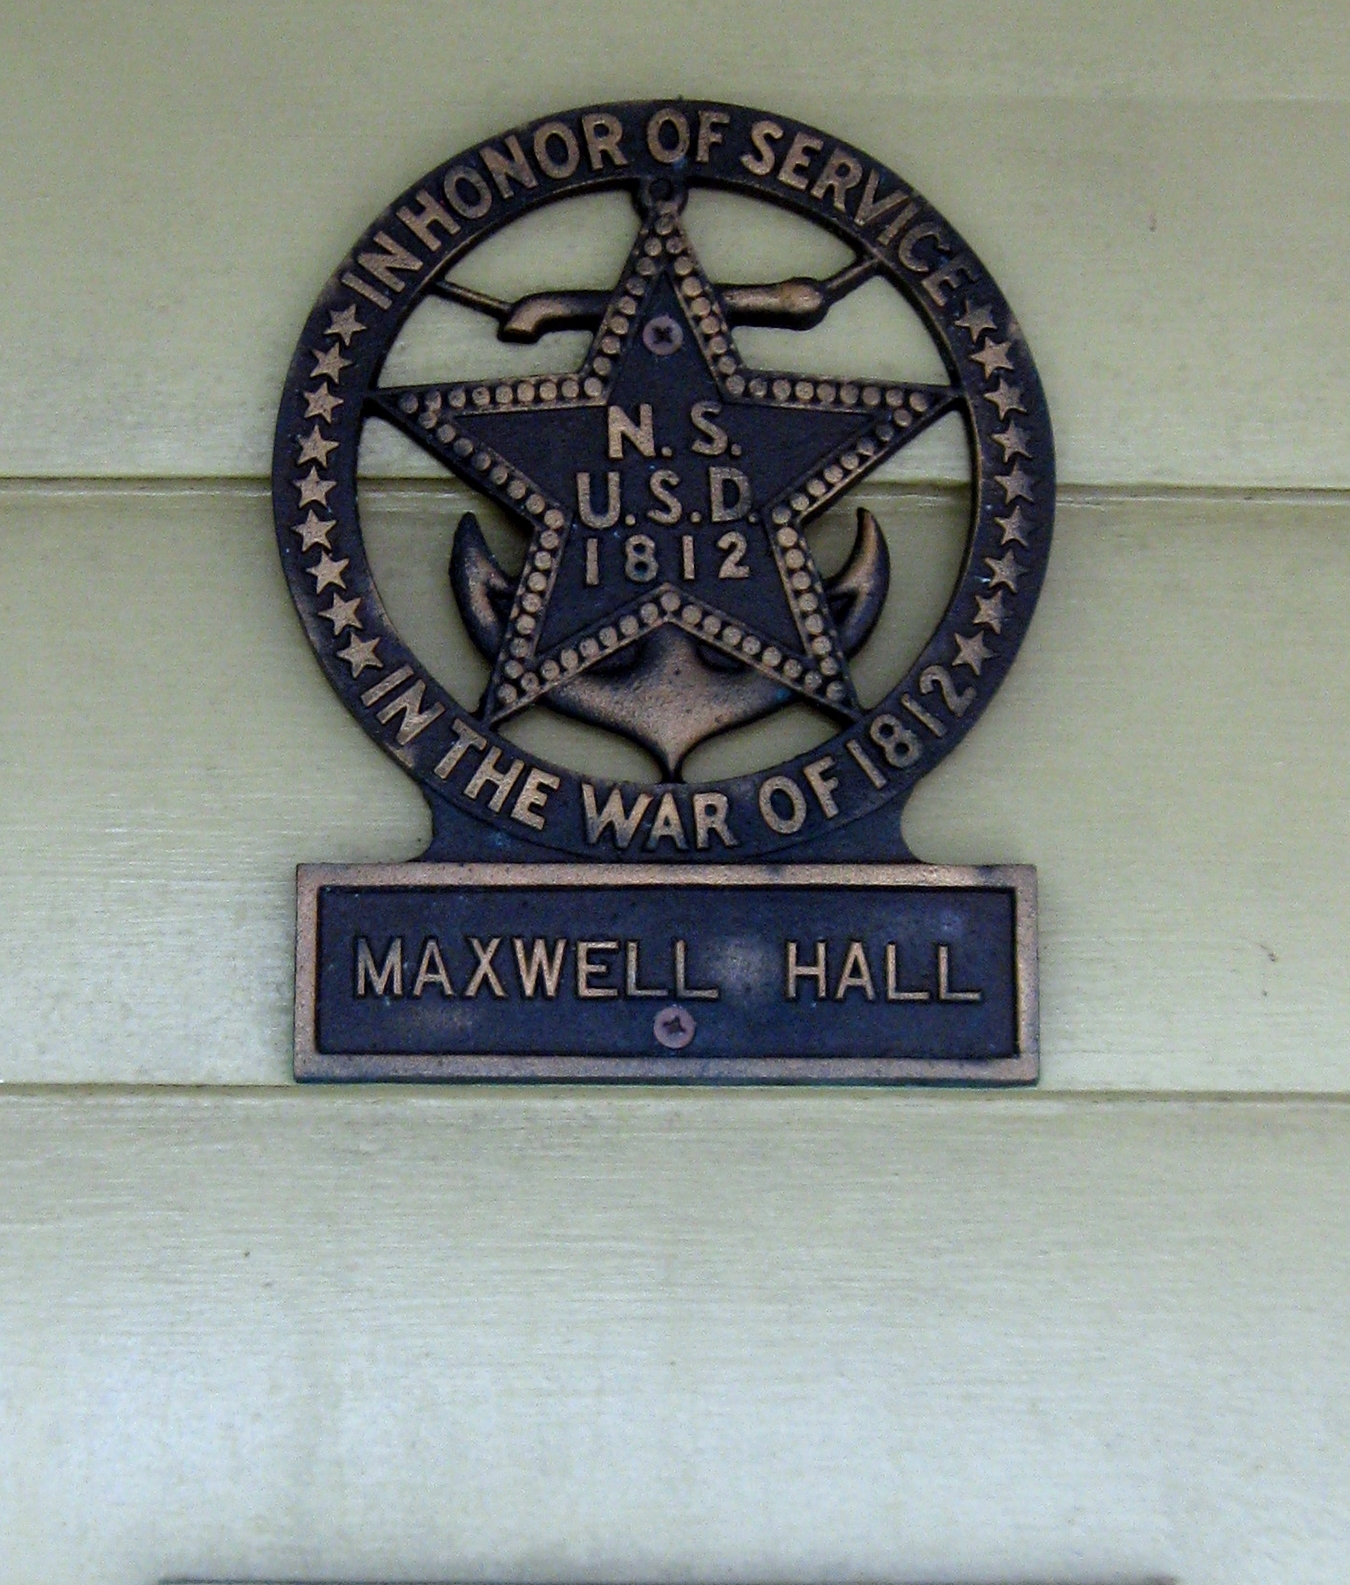 IN HONOR OF SERVICE
N. S.
U.S.D.
1812
IN THE WAR OF 1812
MAXWELL HALL